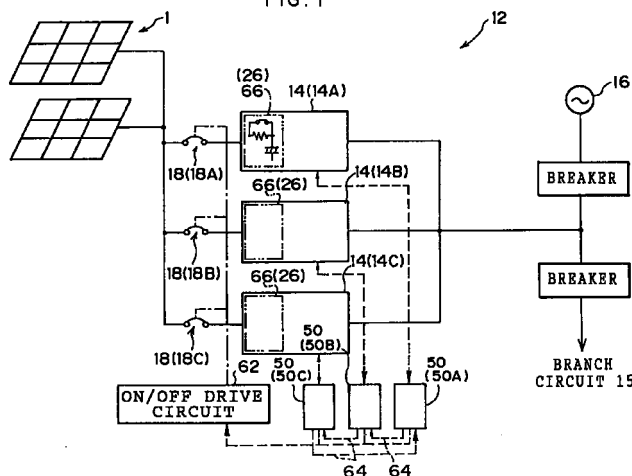 FIG. 1
1
12
(26)
66
14(14A)
16
18(18A)
BREAKER
14(14B)
66(26)
18(18B)
14(14C)
66(26)
BREAKER
50
(50B)
18(18C)
62
50
(50C)
50
(50A)
BRANCH
CIRCUIT 15
ON/OFF DRIVE
CIRCUIT
64
64